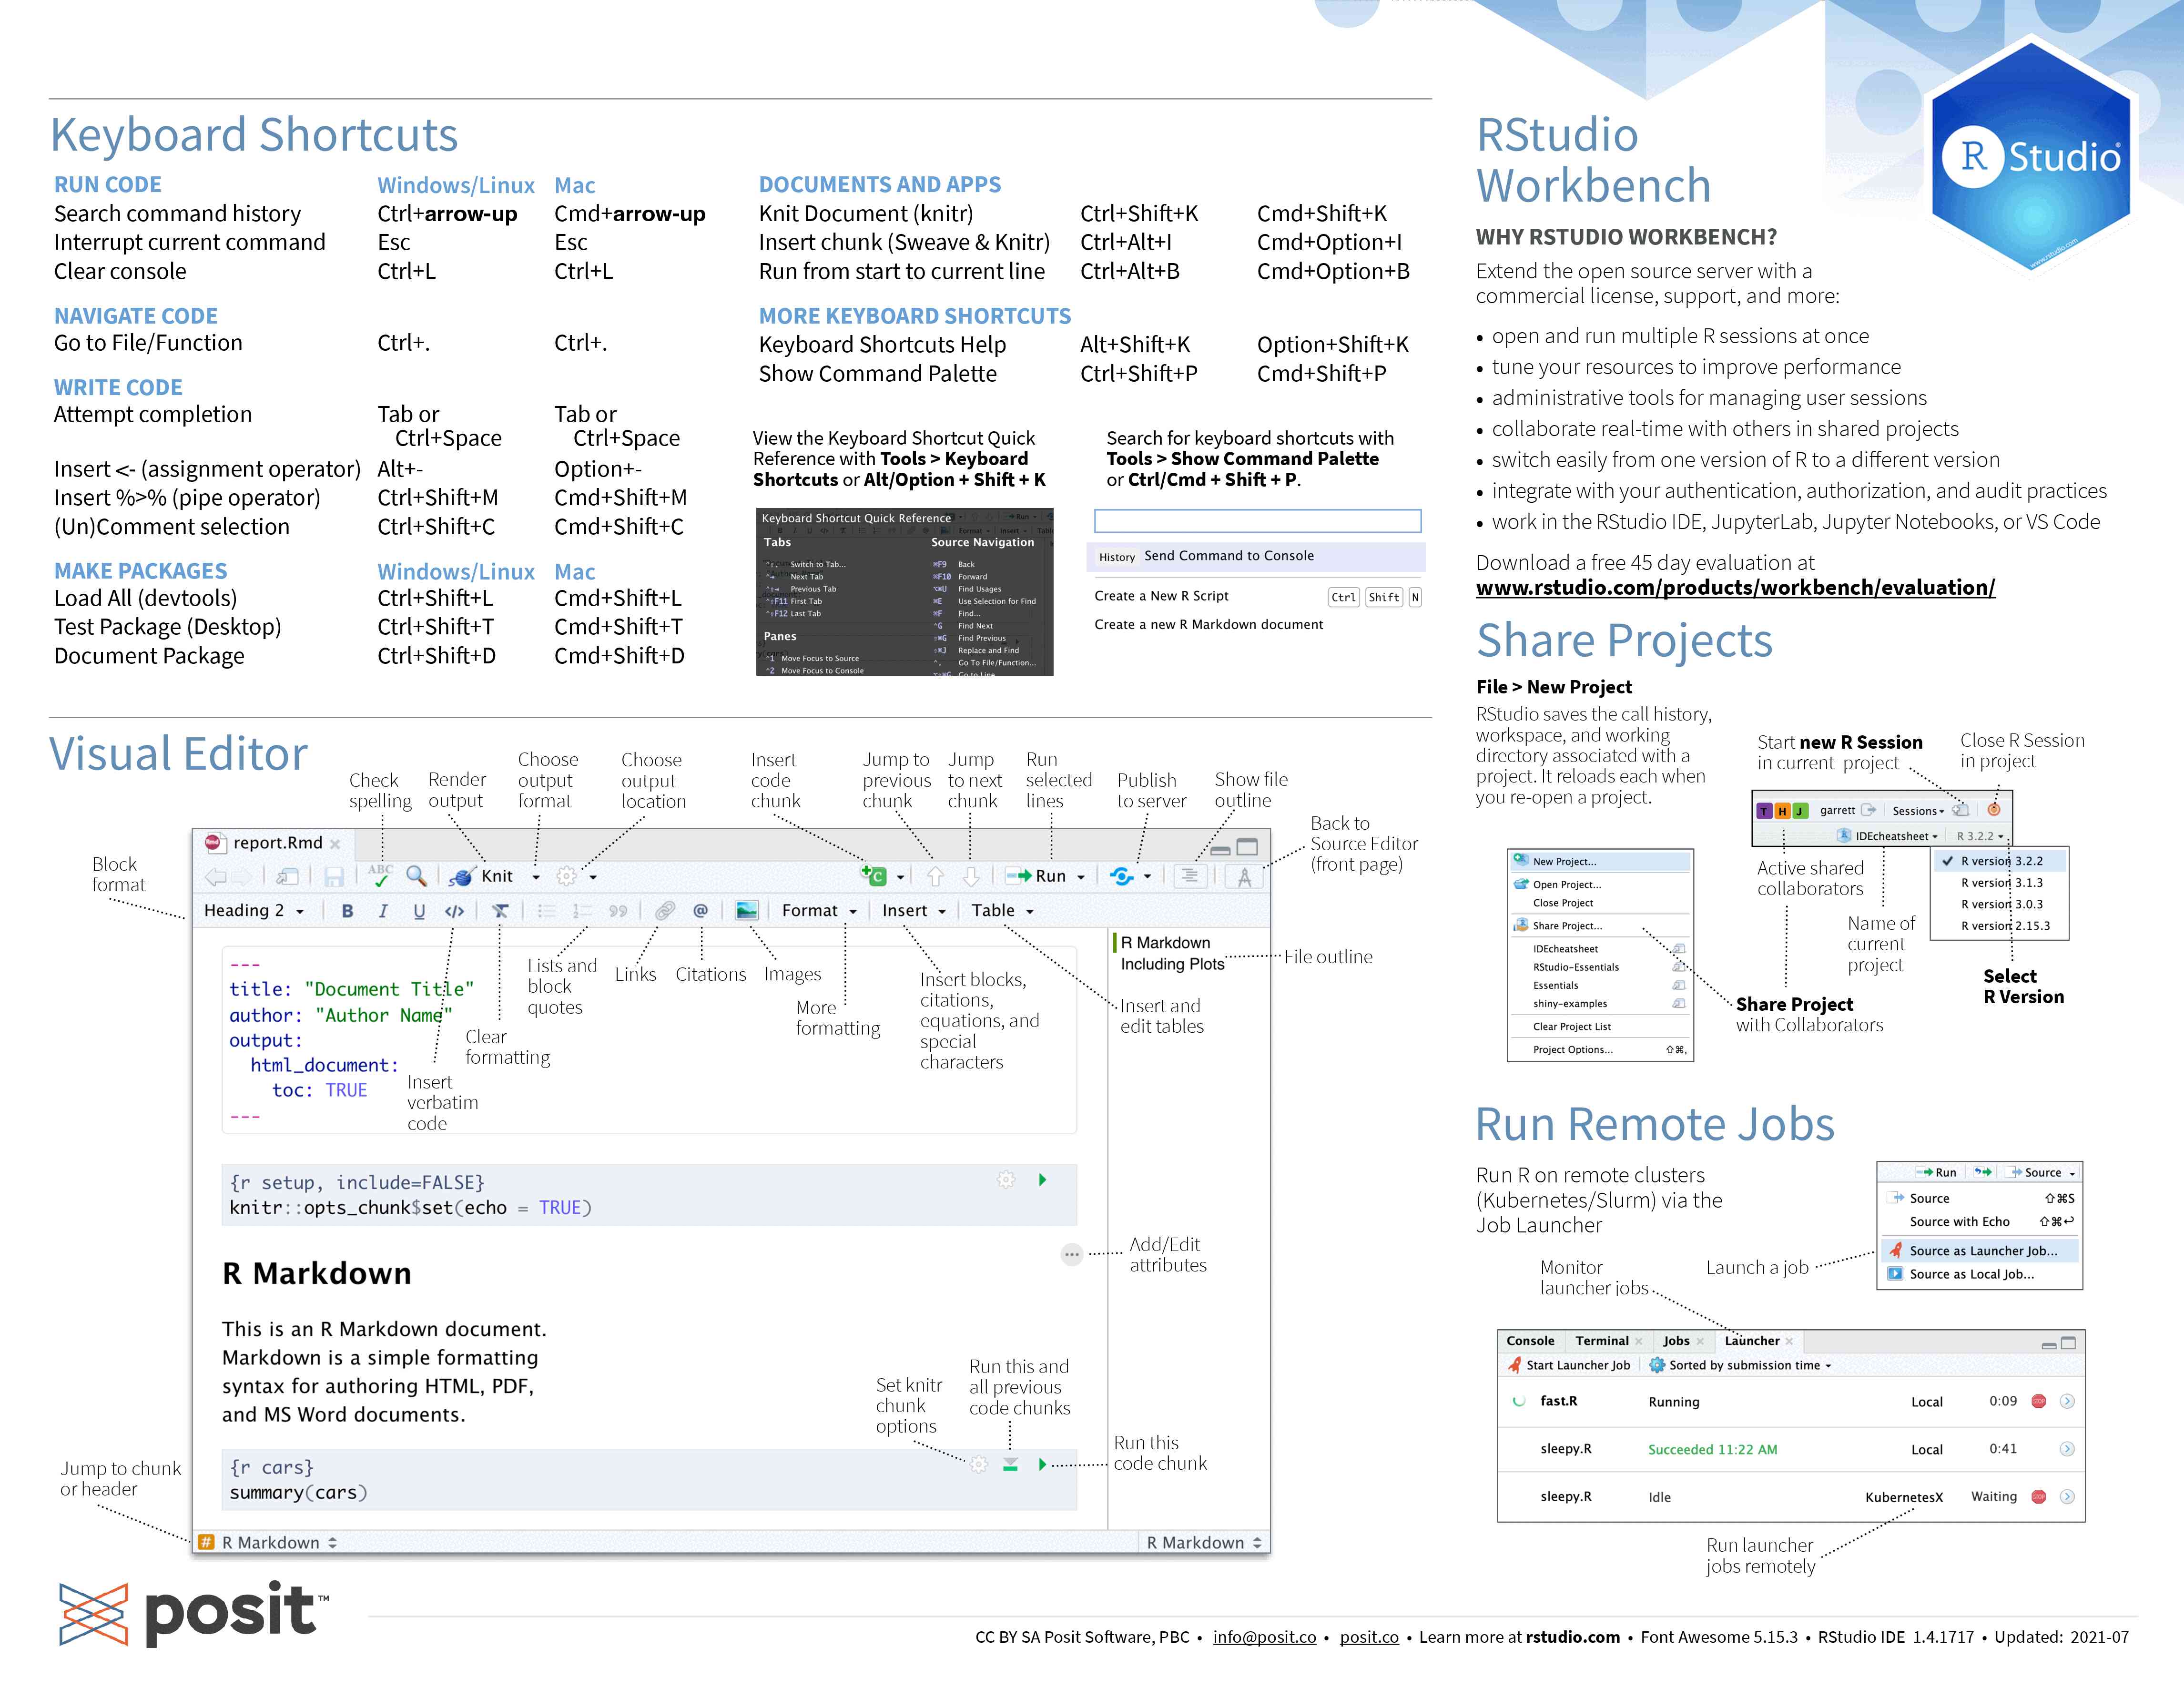 Keyboard Shortcuts
RUN CODE Windows/Linux Mac
Search command history Ctrl+arrow-up Cmd+arrow-up
Interrupt current command Esc Esc
Clear console Ctrl+L Ctrl+L
NAVIGATE CODE
Go to File/Function Ctrl+. Ctrl+.
WRITE CODE
Attempt completion Tab or Tab or
Ctrl+Space Ctrl+Space
Insert <- (assignment operator) Alt+- Option+-
Insert %>% (pipe operator) Ctrl+Shift+M Cmd+Shift+M
(Un)Comment selection Ctrl+Shift+C Cmd+Shift+C
MAKE PACKAGES Windows/Linux Mac
Load All (devtools) Ctrl+Shift+L Cmd+Shift+L
Test Package (Desktop) Ctrl+Shift+T Cmd+Shift+T
Document Package Ctrl+Shift+D Cmd+Shift+D
DOCUMENTS AND APPS
Knit Document (knitr) Ctrl+Shift+K Cmd+Shift+K
Insert chunk (Sweave & Knitr) Ctrl+Alt+I Cmd+Option+I
Run from start to current line Ctrl+Alt+B Cmd+Option+B
MORE KEYBOARD SHORTCUTS
Keyboard Shortcuts Help Alt+Shift+K Option+Shift+K
Show Command Palette Ctrl+Shift+P Cmd+Shift+P
View the Keyboard Shortcut Quick
Reference with Tools > Keyboard
Shortcuts or Alt/Option + Shift + K
Keyboard Shortcut Quick Reference
Tabs
Switch to Tab...
Next Tab
Previous Tab
F11 First Tab
F12 Last Tab
Panes
1 Move Focus to Source
2 Move Focus to Console
Source Navigation
⌘F9 Back
⌘F10 Forward
⌥⌘U Find Usages
⌘E Use Selection for Find
⌘F Find...
^G Find Next
⇧⌘G Find Previous
⇧⌘J Replace and Find
^. Go To File/Function...
Go to Line
Search for keyboard shortcuts with
Tools > Show Command Palette
or Ctrl/Cmd + Shift + P.
History Send Command to Console
Create a New R Script Ctrl Shift N
Create a new R Markdown document
Visual Editor
Check
spelling
Render
output
Choose
output
format
Choose
output
location
Insert
code
chunk
Jump to
previous
chunk
Jump
to next
chunk
Run
selected
lines
Publish
to server
Show file
outline
Back to
Source Editor
(front page)
Block
format
report.Rmd
ABC Knit Run
Heading 2 B I U </> @ Format Insert Table
---
title: "Document Title"
author: "Author Name"
output:
html_document:
toc: TRUE
---
Insert
verbatim
code
Clear
formatting
Lists and
block
quotes
Links
Citations
Images
More
formatting
Insert blocks,
citations,
equations, and
special
characters
Insert and
edit tables
R Markdown
Including Plots
File outline
{r setup, include=FALSE}
knitr::opts_chunk$set(echo = TRUE)
Add/Edit
attributes
R Markdown
This is an R Markdown document.
Markdown is a simple formatting
syntax for authoring HTML, PDF,
and MS Word documents.
Set knitr
chunk
options
Run this and
all previous
code chunks
Run this
code chunk
{r cars}
summary(cars)
Jump to chunk
or header
# R Markdown R Markdown
RStudio
Workbench
R Studio
www.rstudio.com
WHY RSTUDIO WORKBENCH?
Extend the open source server with a
commercial license, support, and more:
• open and run multiple R sessions at once
• tune your resources to improve performance
• administrative tools for managing user sessions
• collaborate real-time with others in shared projects
• switch easily from one version of R to a different version
• integrate with your authentication, authorization, and audit practices
• work in the RStudio IDE, JupyterLab, Jupyter Notebooks, or VS Code
Download a free 45 day evaluation at
www.rstudio.com/products/workbench/evaluation/
Share Projects
File > New Project
RStudio saves the call history,
workspace, and working
directory associated with a
project. It reloads each when
you re-open a project.
New Project...
Open Project...
Close Project
Share Project...
IDEcheatsheet
RStudio-Essentials
Essentials
shiny-examples
Clear Project List
Project Options... ⇧⌘,
Start new R Session
in current project
Close R Session
in project
T H J garrett Sessions
IDEcheatsheet R 3.2.2
✓ R version 3.2.2
R version 3.1.3
R version 3.0.3
R version 2.15.3
Active shared
collaborators
Name of
current
project
Share Project
with Collaborators
Select
R Version
Run Remote Jobs
Run R on remote clusters
(Kubernetes/Slurm) via the
Job Launcher
Run Source
Source ⇧⌘S
Source with Echo ⇧⌘↩
Source as Launcher Job...
Source as Local Job...
Monitor
launcher jobs
Launch a job
Console Terminal Jobs Launcher
Start Launcher Job Sorted by submission time
fast.R Running Local 0:09
sleepy.R Succeeded 11:22 AM Local 0:41
sleepy.R Idle KubernetesX Waiting
Run launcher
jobs remotely
posit™
CC BY SA Posit Software, PBC • info@posit.co • posit.co • Learn more at rstudio.com • Font Awesome 5.15.3 • RStudio IDE 1.4.1717 • Updated: 2021-07